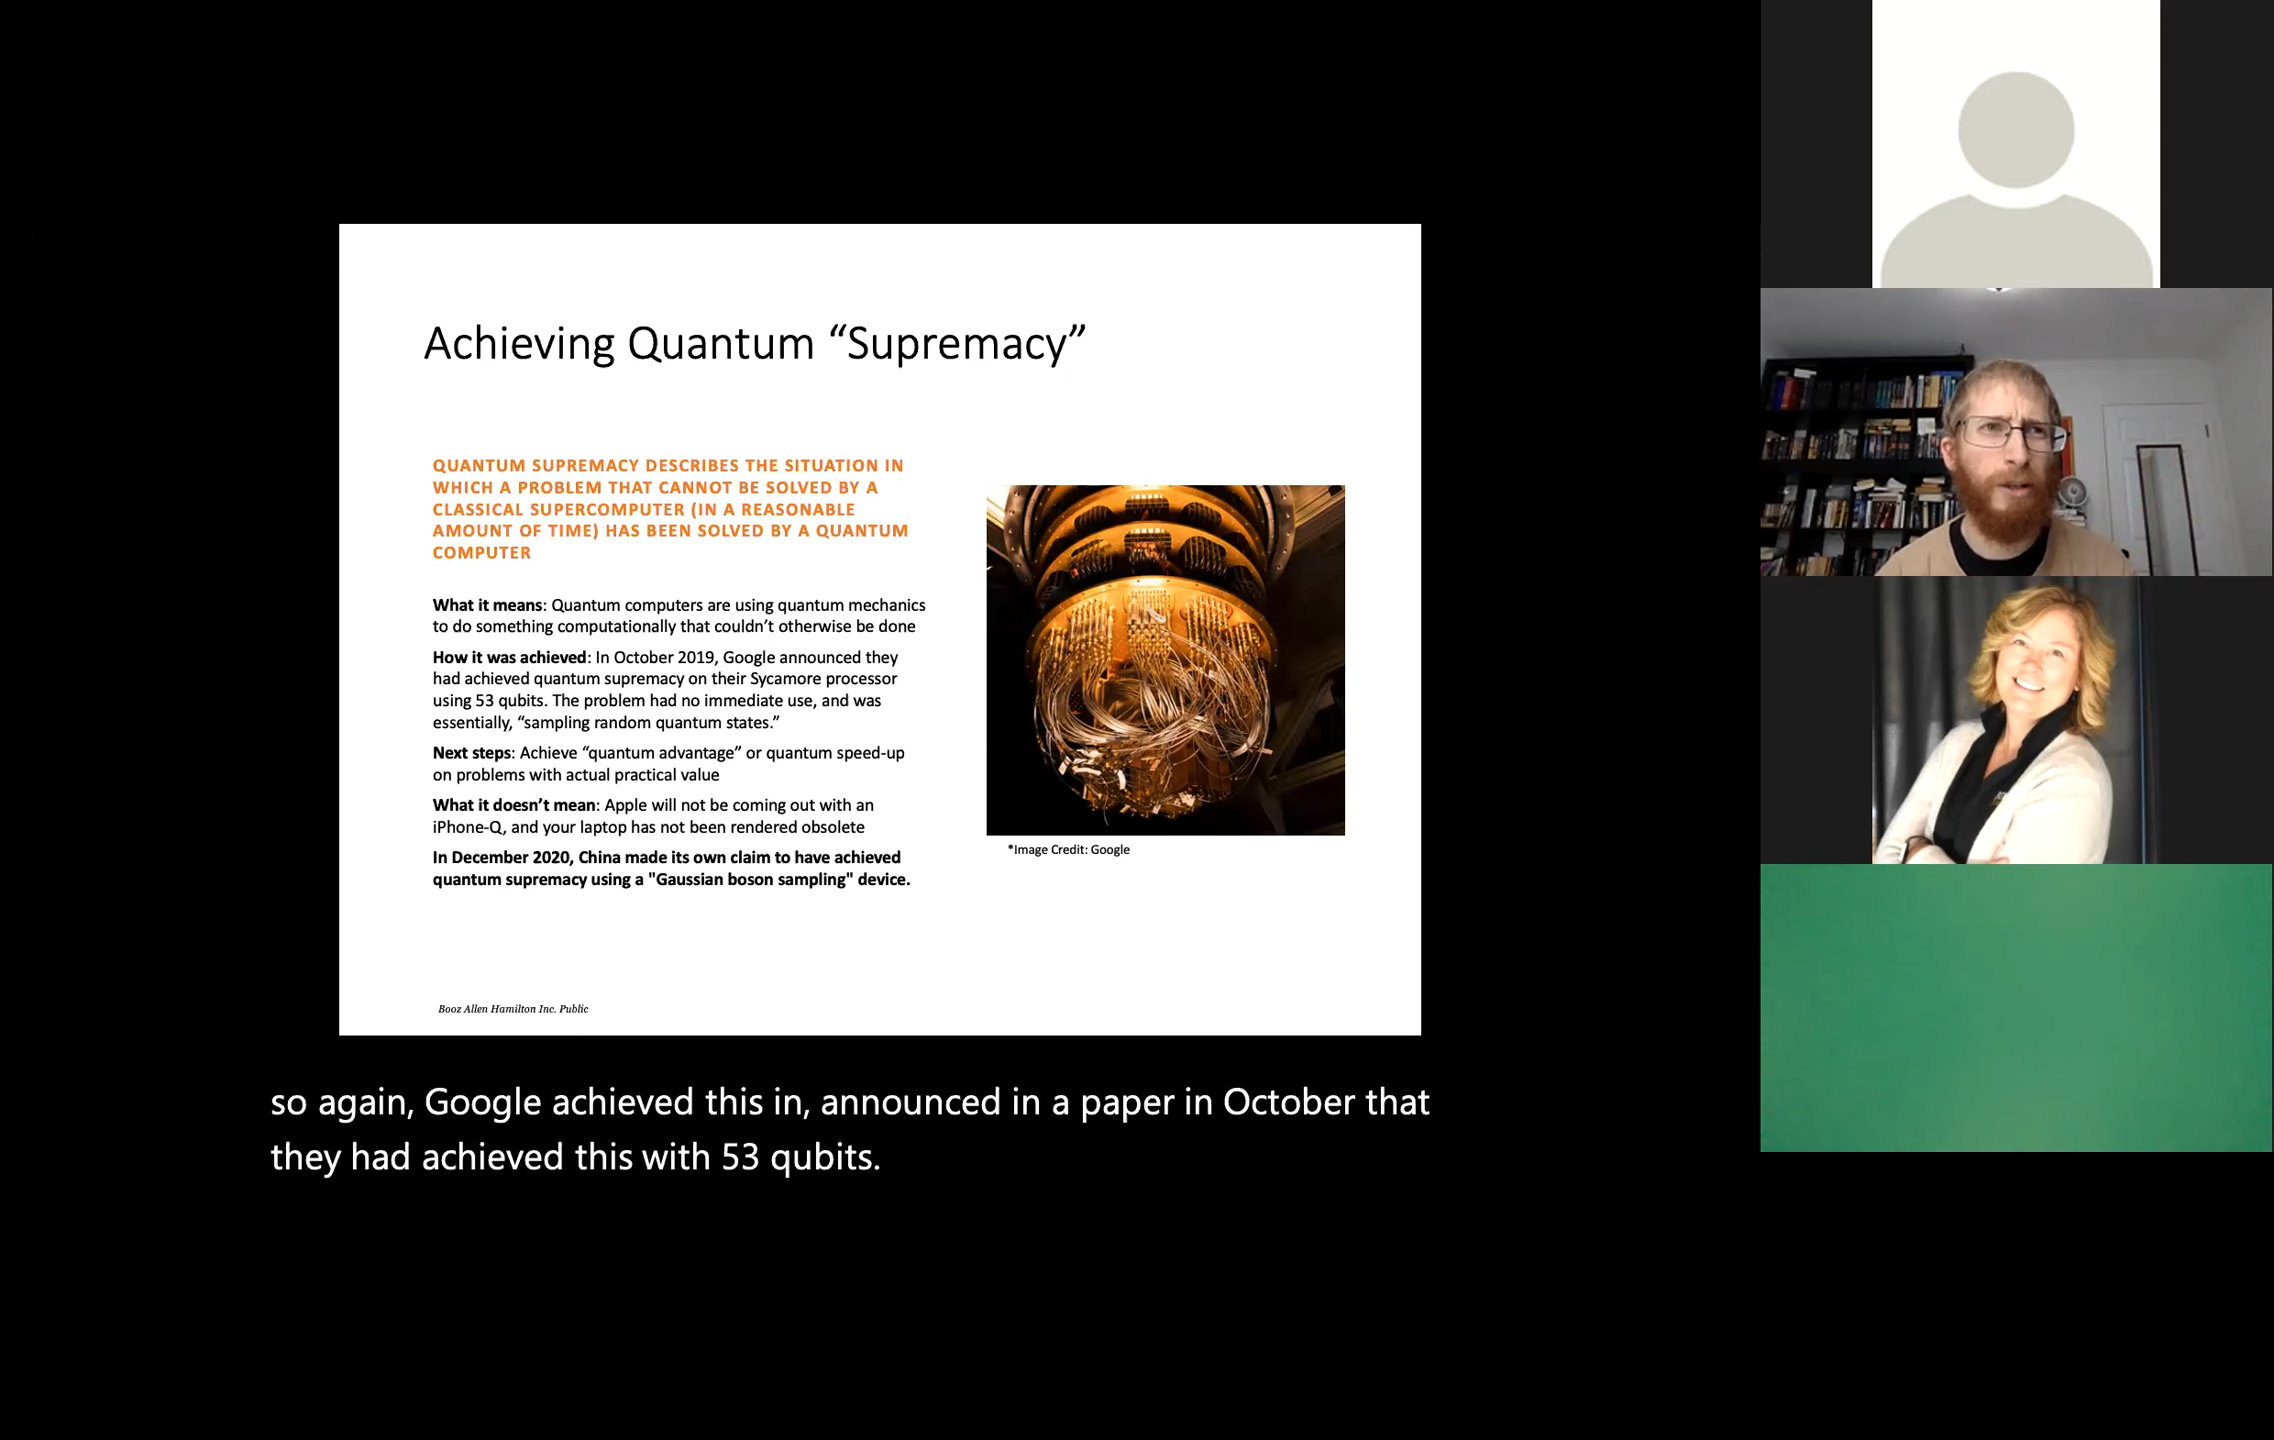 Achieving Quantum “Supremacy”
QUANTUM SUPREMACY DESCRIBES THE SITUATION IN
WHICH A PROBLEM THAT CANNOT BE SOLVED BY A
CLASSICAL SUPERCOMPUTER (IN A REASONABLE
AMOUNT OF TIME) HAS BEEN SOLVED BY A QUANTUM
COMPUTER
What it means: Quantum computers are using quantum mechanics
to do something computationally that couldn’t otherwise be done
How it was achieved: In October 2019, Google announced they
had achieved quantum supremacy on their Sycamore processor
using 53 qubits. The problem had no immediate use, and was
essentially, “sampling random quantum states.”
Next steps: Achieve “quantum advantage” or quantum speed-up
on problems with actual practical value
What it doesn’t mean: Apple will not be coming out with an
iPhone-Q, and your laptop has not been rendered obsolete
In December 2020, China made its own claim to have achieved
quantum supremacy using a "Gaussian boson sampling" device.
*Image Credit: Google
Booz Allen Hamilton Inc. Public
so again, Google achieved this in, announced in a paper in October that
they had achieved this with 53 qubits.